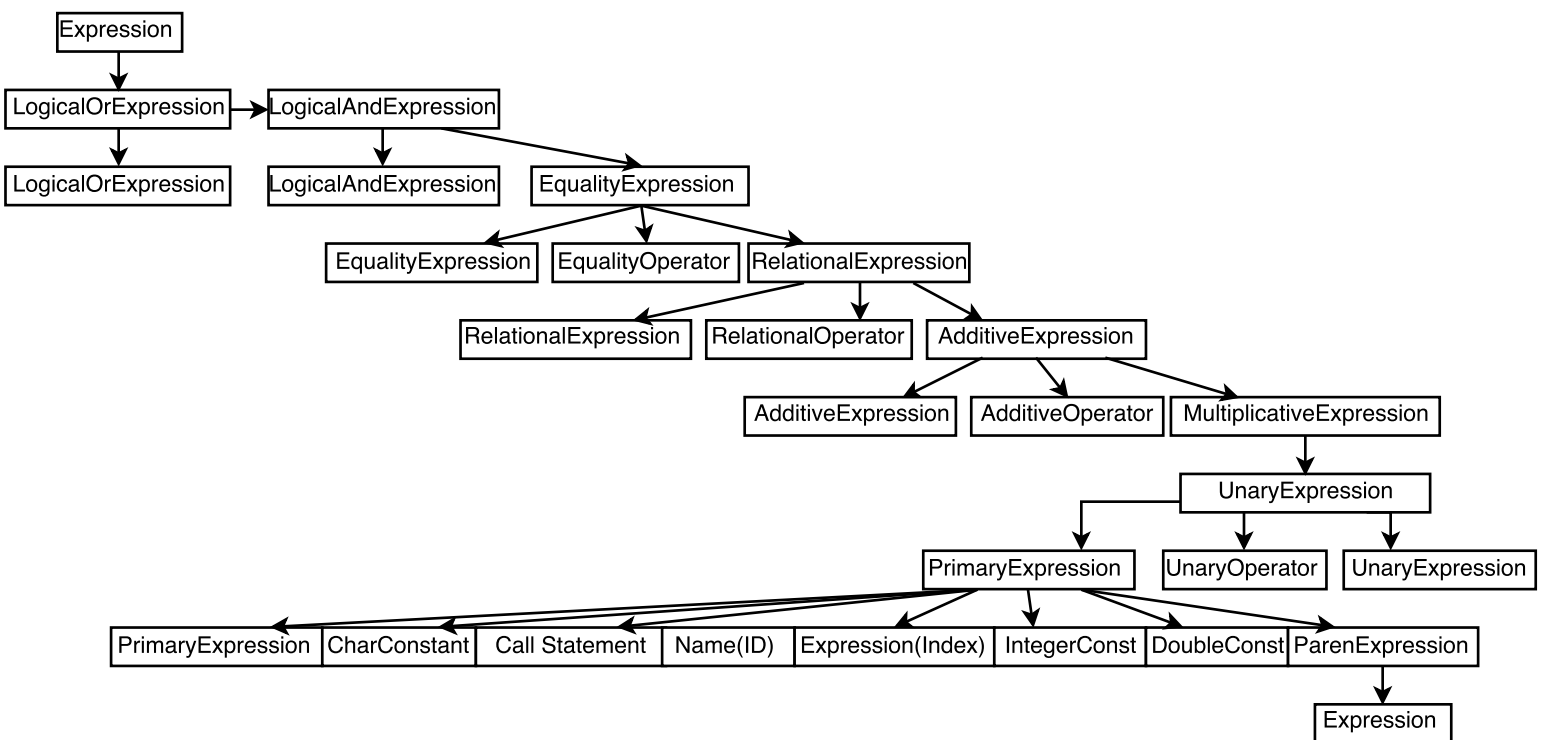 Expression
LogicalOrExpression
LogicalAndExpression
LogicalOrExpression
LogicalAndExpression
EqualityExpression
EqualityExpression
EqualityOperator
RelationalExpression
RelationalExpression
RelationalOperator
AdditiveExpression
AdditiveExpression
AdditiveOperator
MultiplicativeExpression
UnaryExpression
PrimaryExpression
UnaryOperator
UnaryExpression
PrimaryExpression
CharConstant
Call Statement
Name(ID)
Expression(Index)
IntegerConst
DoubleConst
ParenExpression
Expression